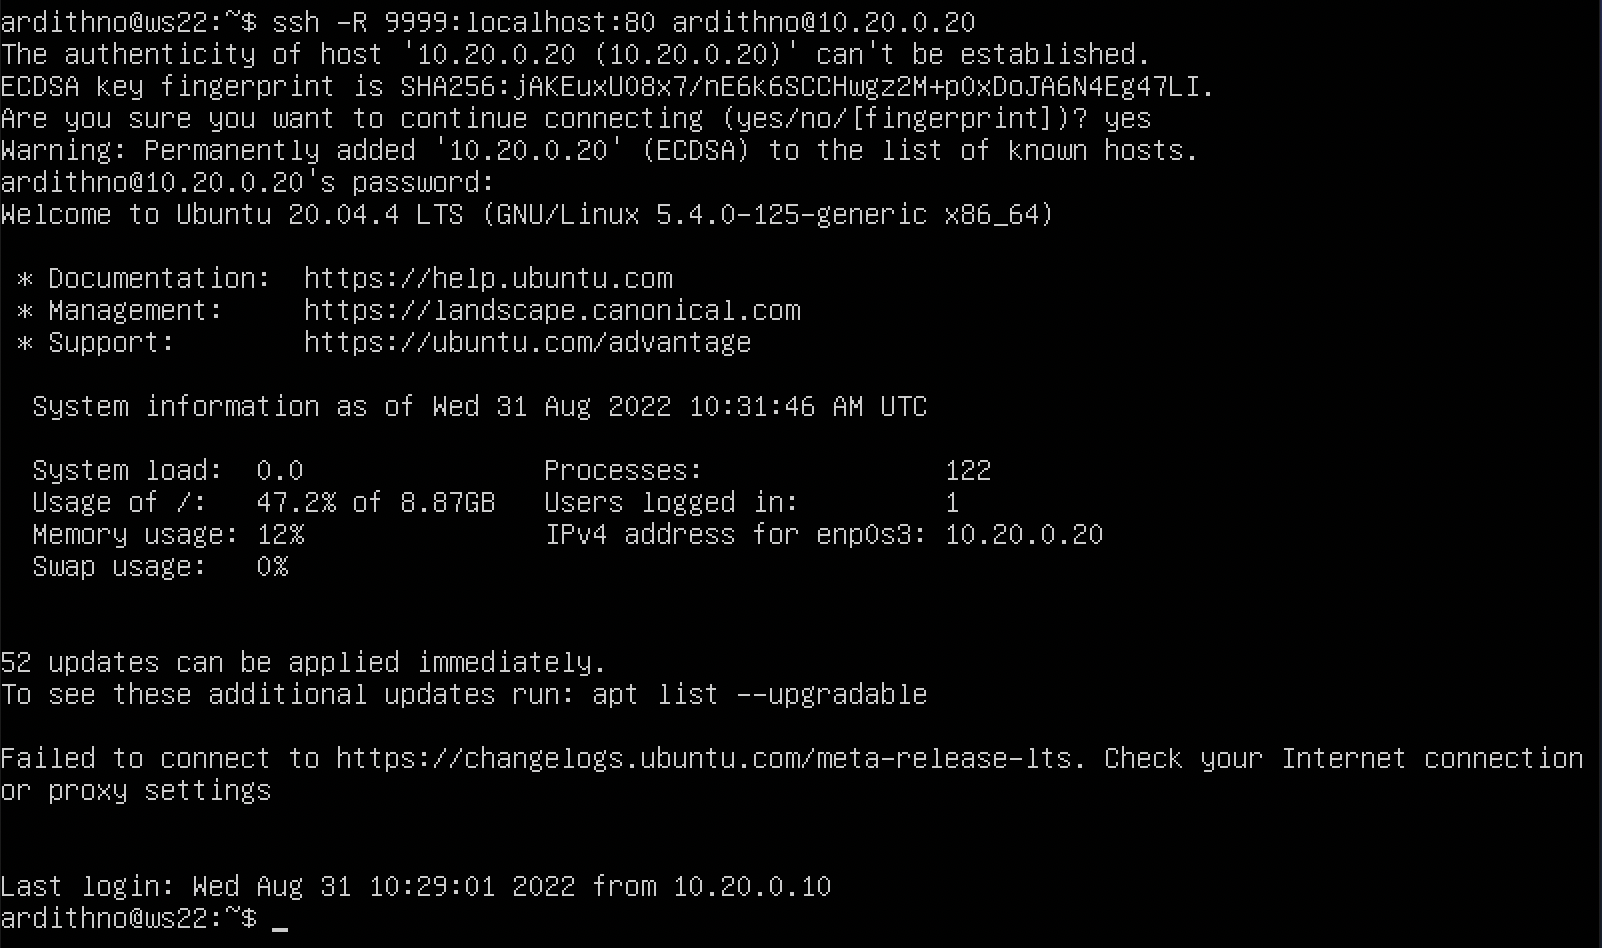 ardithno@ws22:~$ ssh -R 9999:localhost:80 ardithno@10.20.0.20
The authenticity of host '10.20.0.20 (10.20.0.20)' can't be established.
ECDSA key fingerprint is SHA256:jAKEuxUO8x7/nE6k6SCCHwgz2M+pOxDoJA6N4Eg47LI.
Are you sure you want to continue connecting (yes/no/[fingerprint])? yes
Warning: Permanently added '10.20.0.20' (ECDSA) to the list of known hosts.
ardithno@10.20.0.20's password:
Welcome to Ubuntu 20.04.4 LTS (GNU/Linux 5.4.0-125-generic x86_64)
* Documentation:  https://help.ubuntu.com
* Management:     https://landscape.canonical.com
* Support:        https://ubuntu.com/advantage
System information as of Wed 31 Aug 2022 10:31:46 AM UTC
System load:  0.0               Processes:               122
Usage of /:   47.2% of 8.87GB   Users logged in:         1
Memory usage: 12%               IPv4 address for enp0s3: 10.20.0.20
Swap usage:   0%
52 updates can be applied immediately.
To see these additional updates run: apt list --upgradable
Failed to connect to https://changelogs.ubuntu.com/meta-release-lts. Check your Internet connection
or proxy settings
Last login: Wed Aug 31 10:29:01 2022 from 10.20.0.10
ardithno@ws22:~$ _